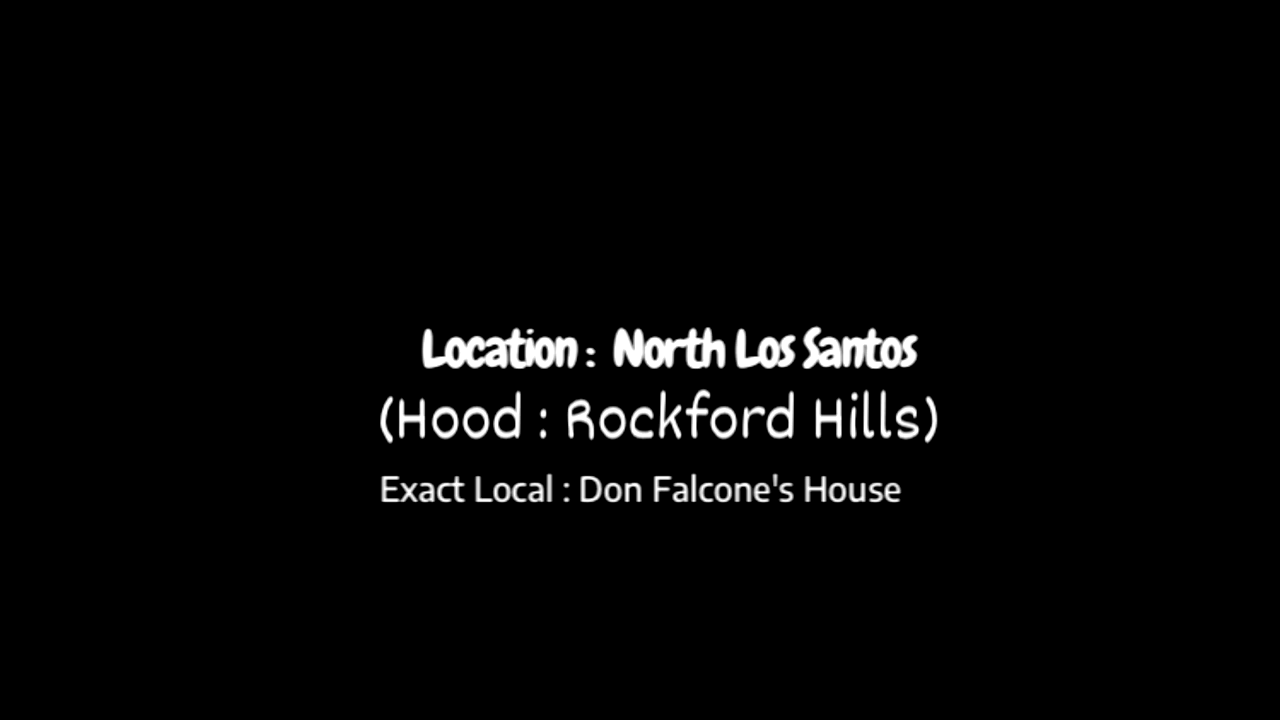 Location : North Los Santos
(Hood : Rockford Hills)
Exact Local : Don Falcone's House